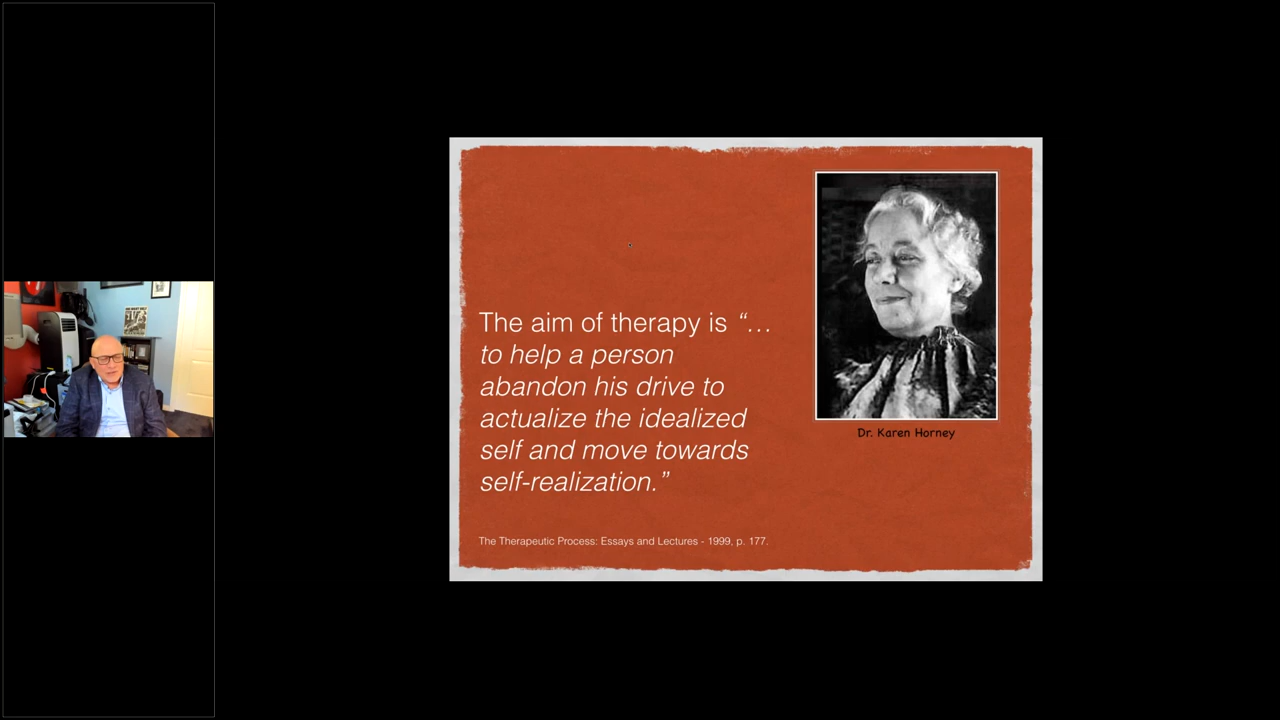 The aim of therapy is “…
to help a person
abandon his drive to
actualize the idealized
self and move towards
self-realization.”
Dr. Karen Horney
The Therapeutic Process: Essays and Lectures - 1999, p. 177.